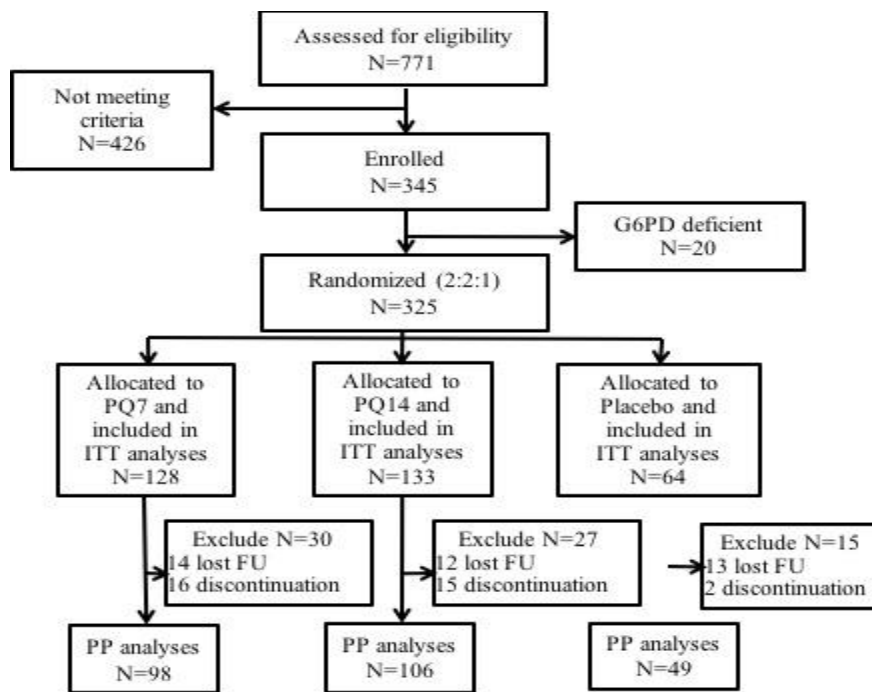 Assessed for eligibility
N=771
Not meeting
criteria
N=426
Enrolled
N=345
G6PD deficient
N=20
Randomized (2:2:1)
N=325
Allocated to
PQ7 and
included in
ITT analyses
N=128
Allocated to
PQ14 and
included in
ITT analyses
N=133
Allocated to
Placebo and
included in
ITT analyses
N=64
Exclude N=30
14 lost FU
16 discontinuation
Exclude N=27
12 lost FU
15 discontinuation
Exclude N=15
13 lost FU
2 discontinuation
PP analyses
N=98
PP analyses
N=106
PP analyses
N=49